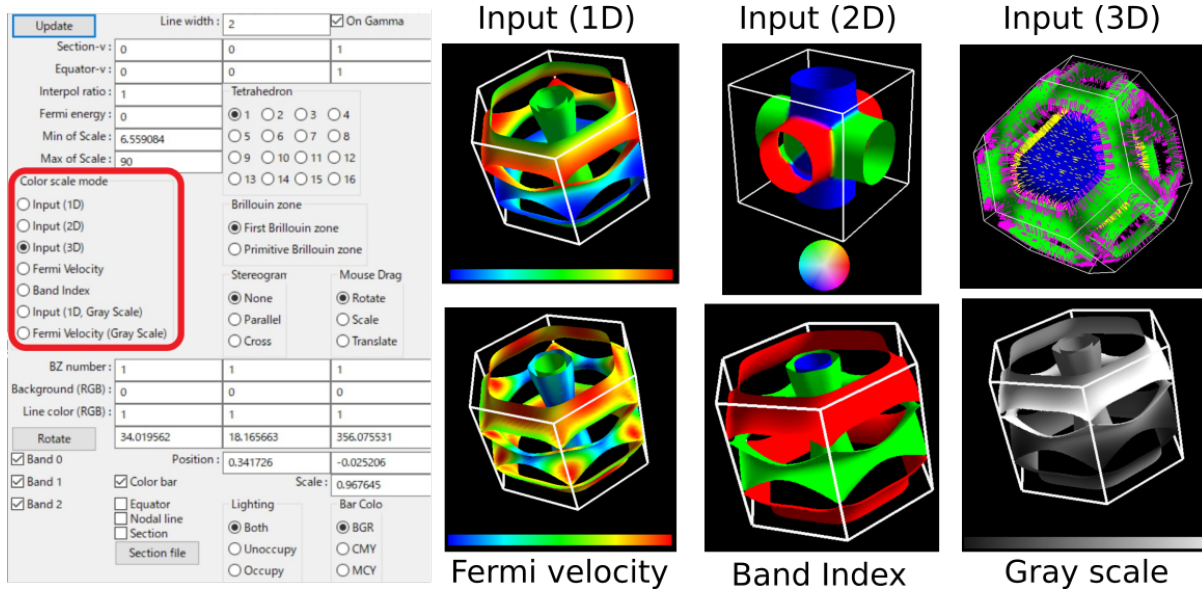 Update
Line width :
2
On Gamma
Section-v :
0
0
1
Equator-v :
0
0
1
Interpol ratio :
1
Fermi energy :
0
Min of Scale :
6.559084
Max of Scale :
90
Tetrahedron
1 2 3 4
5 6 7 8
9 10 11 12
13 14 15 16
Color scale mode
Input (1D)
Input (2D)
Input (3D)
Fermi Velocity
Band Index
Input (1D, Gray Scale)
Fermi Velocity (Gray Scale)
Brillouin zone
First Brillouin zone
Primitive Brillouin zone
Stereogram
None
Parallel
Cross
Mouse Drag
Rotate
Scale
Translate
BZ number :
1
1
1
Background (RGB) :
0
0
0
Line color (RGB) :
1
1
1
Rotate
34.019562
18.165663
356.075531
Band 0
Position :
0.341726
-0.025206
Band 1
Color bar
Scale :
0.967645
Band 2
Equator
Nodal line
Section
Section file
Lighting
Both
Unoccupy
Occupy
Bar Colo
BGR
CMY
MCY
Input (1D)
Input (2D)
Input (3D)
Fermi velocity
Band Index
Gray scale